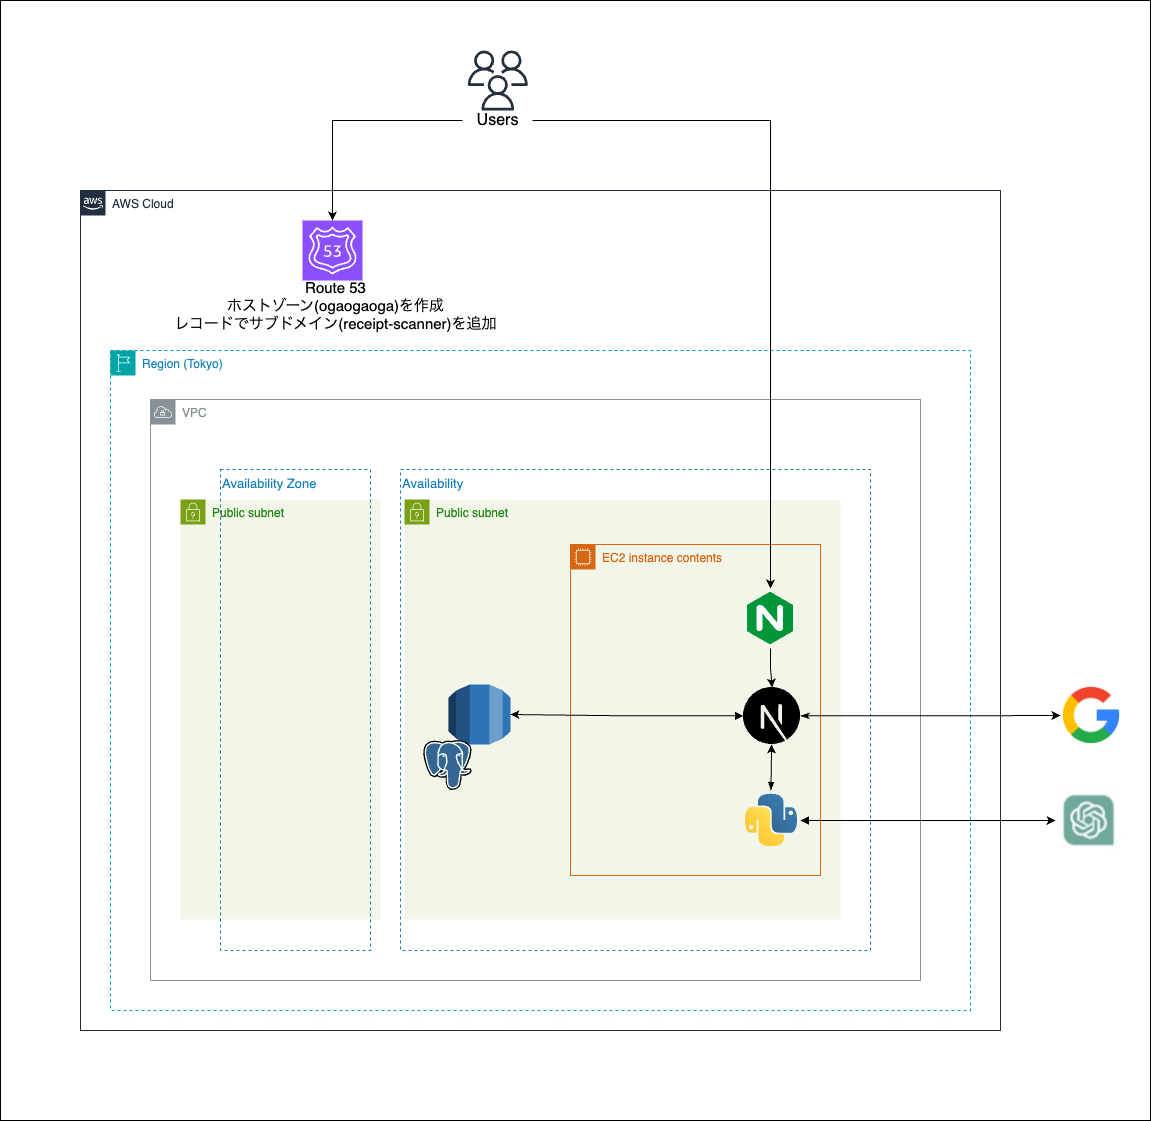 Users
aws
AWS Cloud
53
Route 53
ホストゾーン(ogaogaoga)を作成
レコードでサブドメイン(receipt-scanner)を追加
Region (Tokyo)
VPC
Availability Zone
Availability
Public subnet
Public subnet
EC2 instance contents
N
N
G